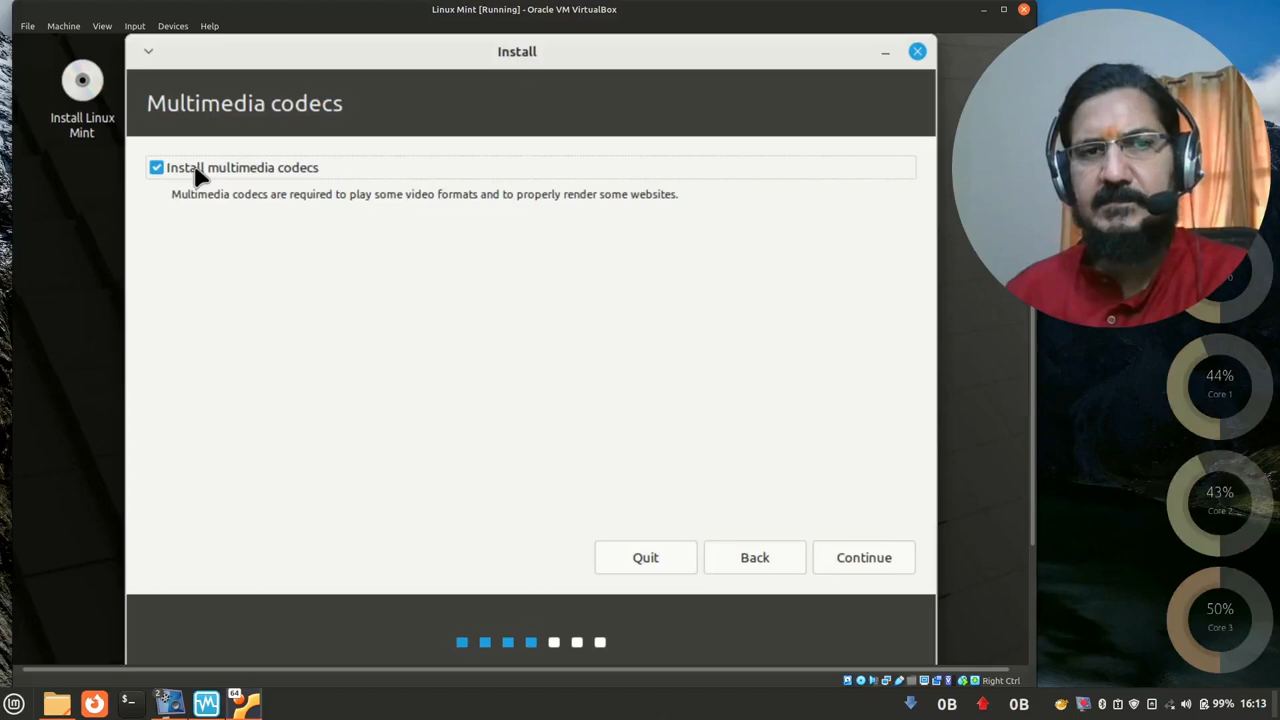 Linux Mint [Running] - Oracle VM VirtualBox
File Machine View Input Devices Help
Install
Install Linux
Mint
Multimedia codecs
Install multimedia codecs
Multimedia codecs are required to play some video formats and to properly render some websites.
44%
Core 1
43%
Core 2
50%
Core 3
Quit Back Continue
Right Ctrl
64
0B 0B 99% 16:13